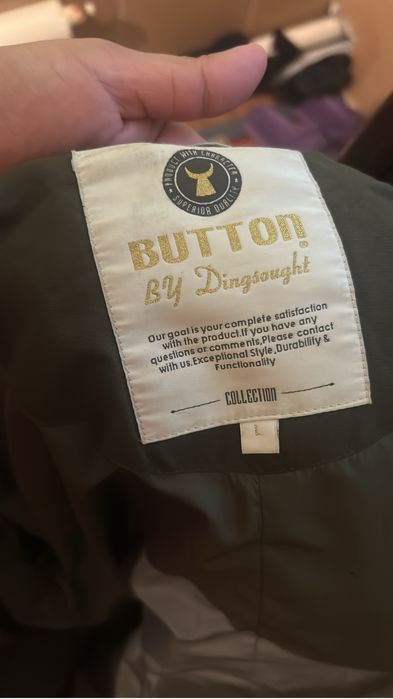 PRODUCT WITH CHARACTER
SUPERIOR QUALITY
BUTTON®
BY Dingsought
Our goal is your complete satisfaction
with the product.If you have any
questions or comments,Please contact
with us.Exceptional Style,Durability &
Functionality
COLLECTION
L